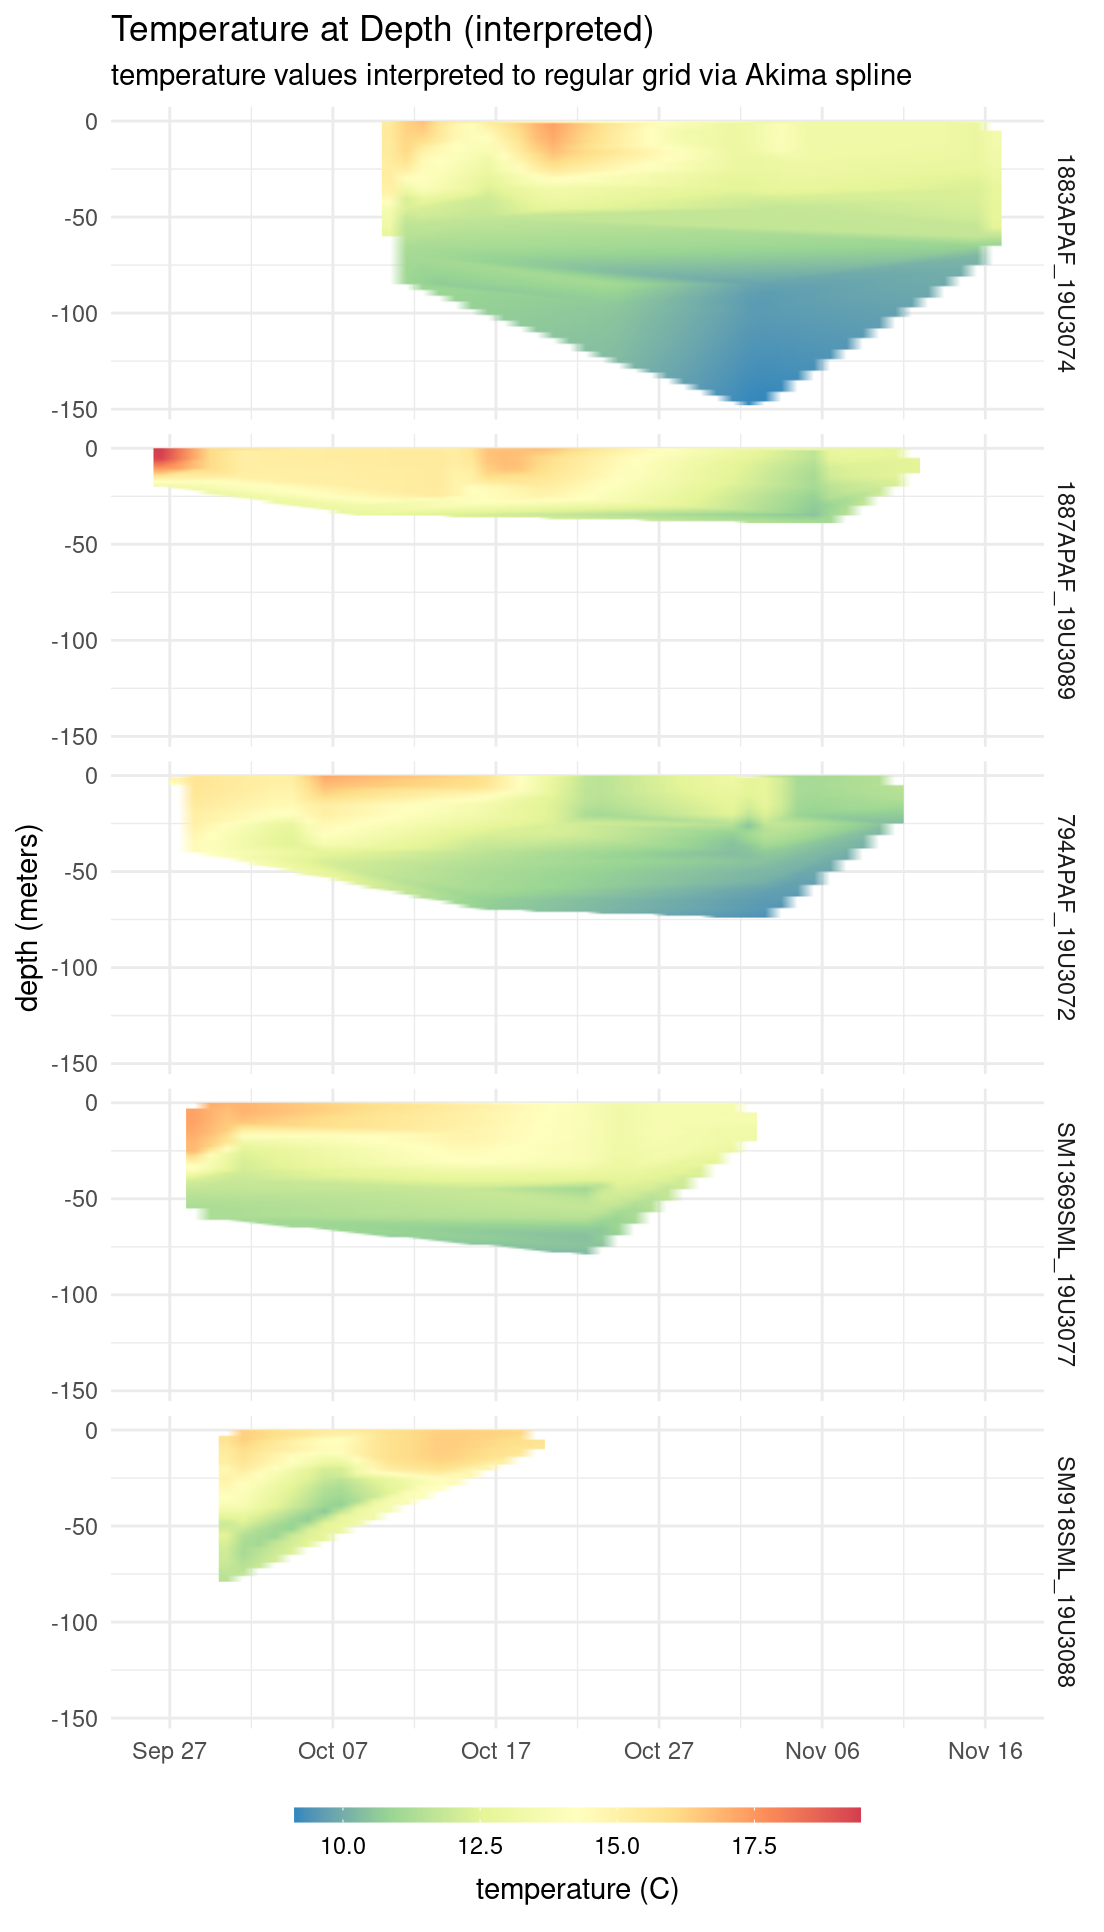 Temperature at Depth (interpreted)
temperature values interpreted to regular grid via Akima spline
depth (meters)
0
-50
-100
-150
1883APAF_19U3074
0
-50
-100
-150
1887APAF_19U3089
0
-50
-100
-150
794APAF_19U3072
0
-50
-100
-150
SM1369SML_19U3077
0
-50
-100
-150
SM918SML_19U3088
Sep 27 Oct 07 Oct 17 Oct 27 Nov 06 Nov 16
10.0 12.5 15.0 17.5
temperature (C)